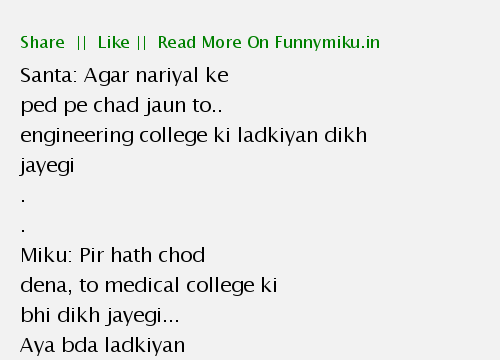 Share || Like || Read More On Funnymiku.in
Santa: Agar nariyal ke
ped pe chad jaun to..
engineering college ki ladkiyan dikh
jayegi
.
.
Miku: Pir hath chod
dena, to medical college ki
bhi dikh jayegi...
Aya bda ladkiyan